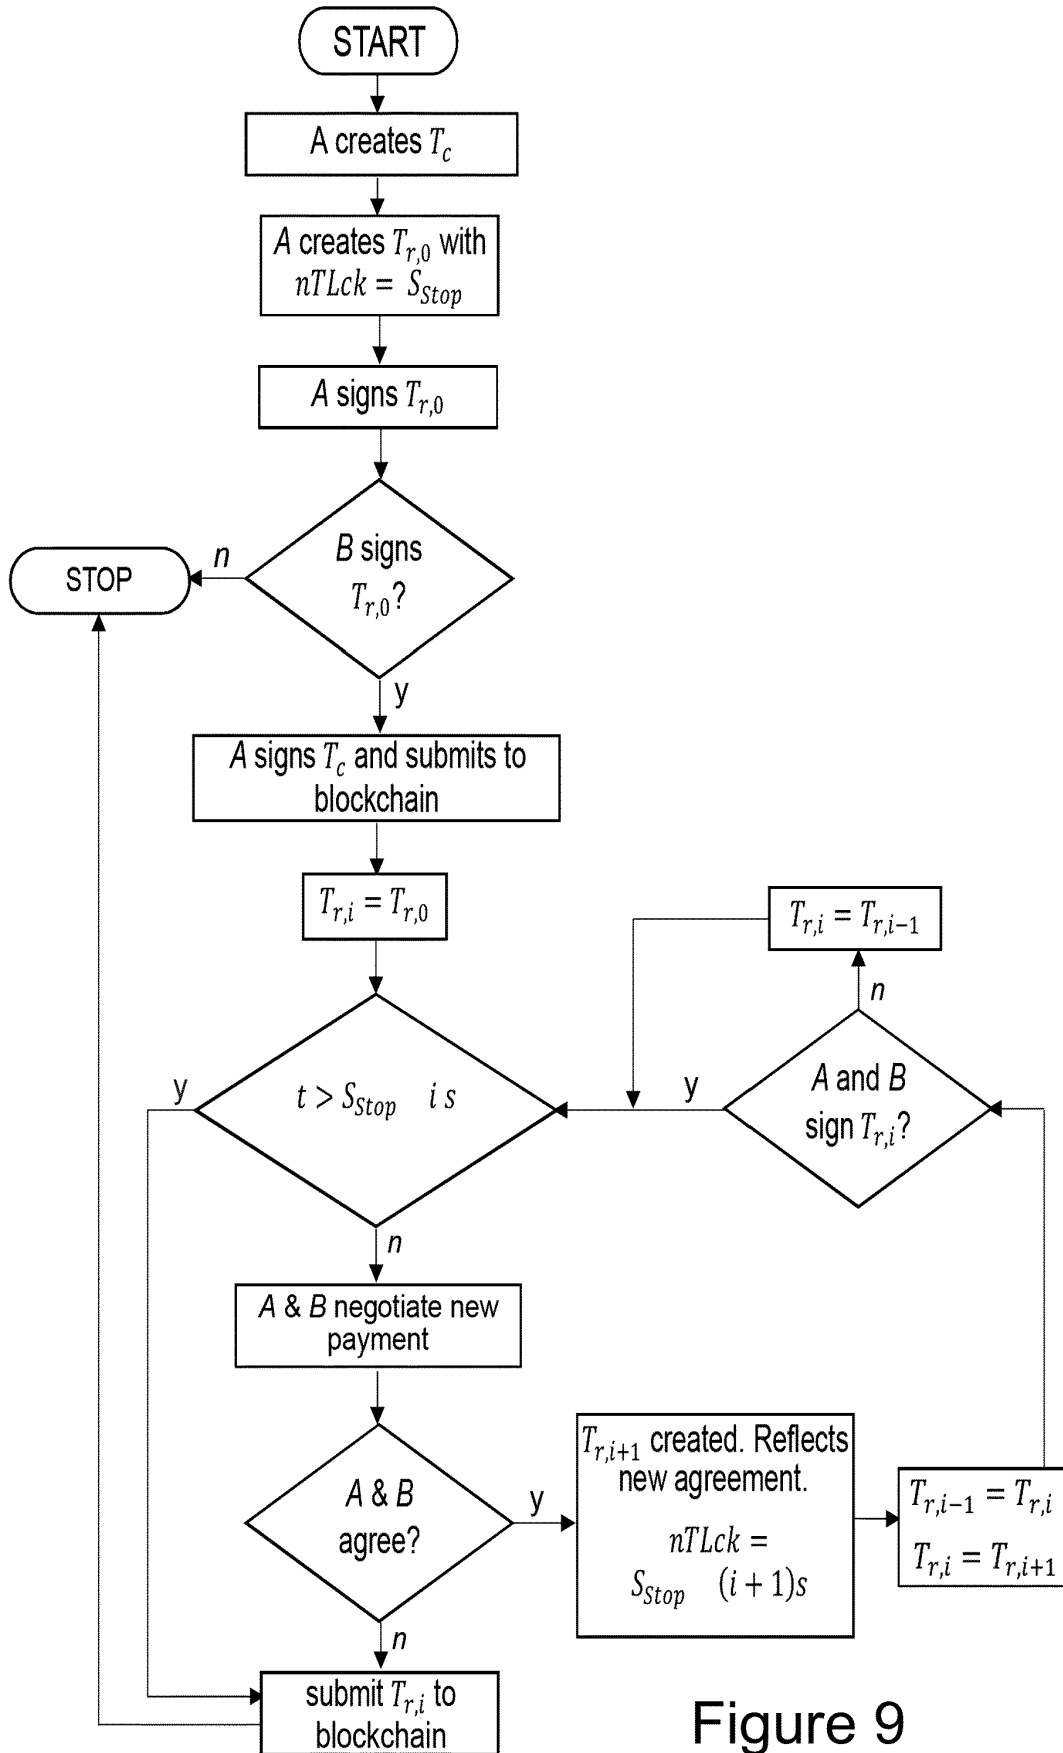 START
A creates T_c
A creates T_{r,0} with
nTLck = S_{Stop}
A signs T_{r,0}
B signs
T_{r,0}?
n
STOP
y
A signs T_c and submits to
blockchain
T_{r,i} = T_{r,0}
T_{r,i} = T_{r,i-1}
n
t > S_{Stop} i s
y
y
A and B
sign T_{r,i}?
n
A & B negotiate new
payment
A & B
agree?
y
T_{r,i+1} created. Reflects
new agreement.
nTLck =
S_{Stop} (i + 1)s
T_{r,i-1} = T_{r,i}
T_{r,i} = T_{r,i+1}
n
submit T_{r,i} to
blockchain
Figure 9